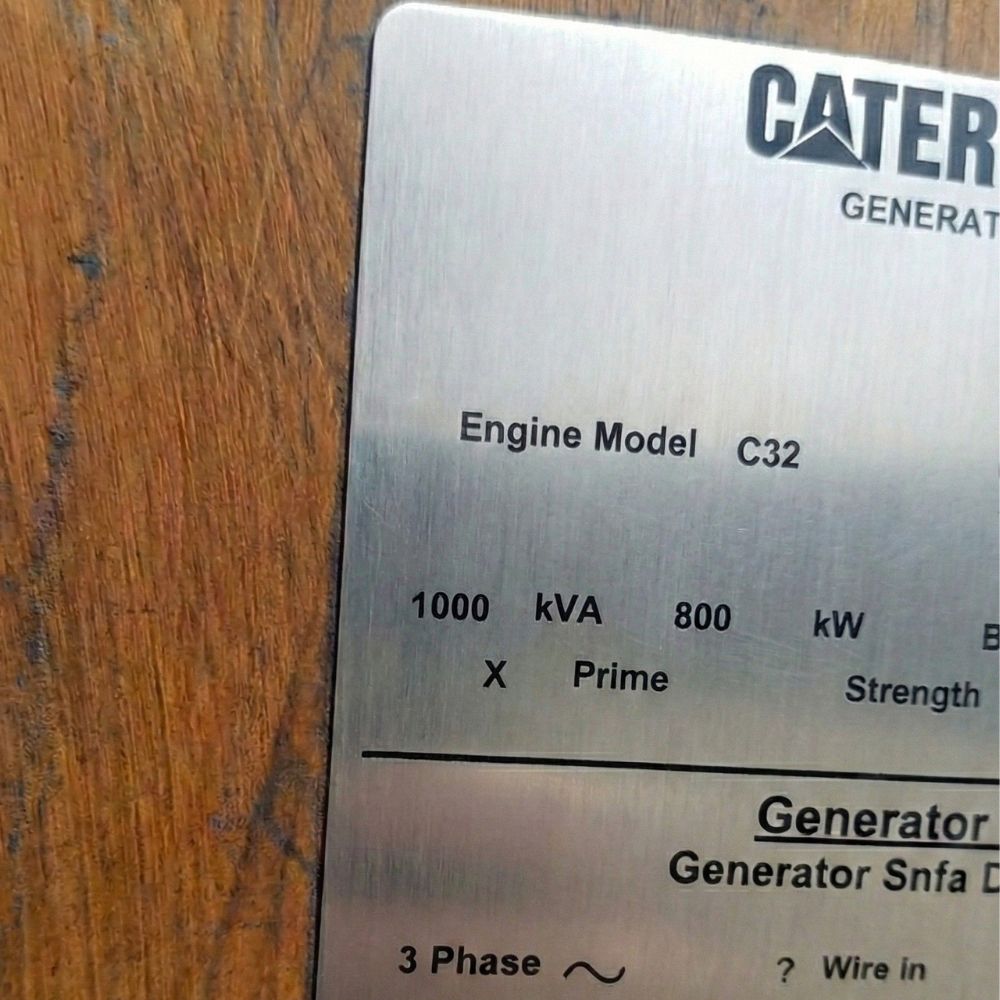 CATER
GENERAT
Engine Model C32
1000 kVA 800 kW B
X Prime Strength
Generator
Generator Snfa D
3 Phase ~ ? Wire in